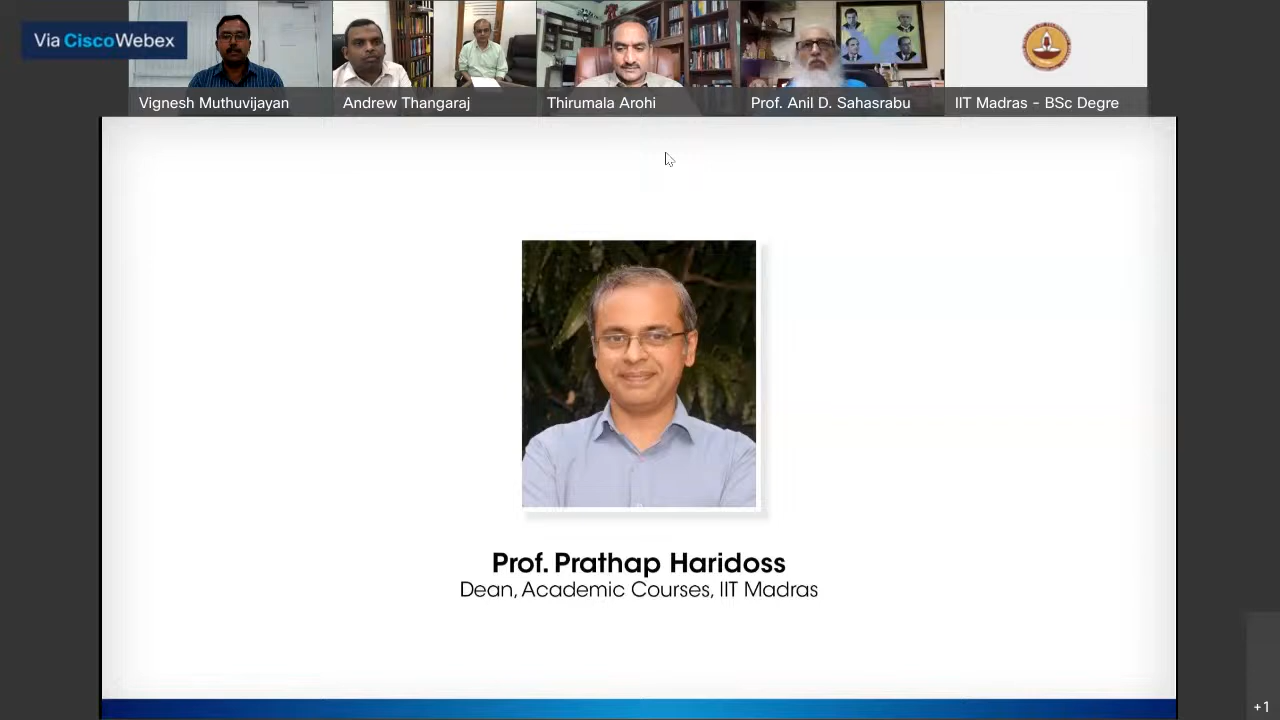 Via CiscoWebex
Vignesh Muthuvijayan
Andrew Thangaraj
Thirumala Arohi
Prof. Anil D. Sahasrabu
IIT Madras - BSc Degre
Prof. Prathap Haridoss
Dean, Academic Courses, IIT Madras
+1